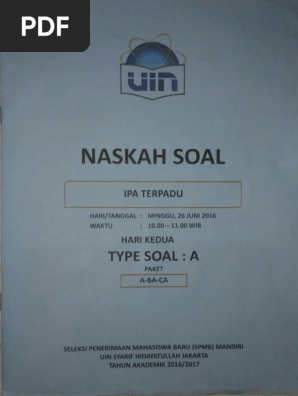 PDF
UIN
NASKAH SOAL
IPA TERPADU
HARI/TANGGAL : MINGGU, 26 JUNI 2016
WAKTU : 10.00 – 11.00 WIB
HARI KEDUA
TYPE SOAL : A
PAKET
A-BA-CA
SELEKSI PENERIMAAN MAHASISWA BARU (SPMB) MANDIRI
UIN SYARIF HIDAYATULLAH JAKARTA
TAHUN AKADEMIK 2016/2017